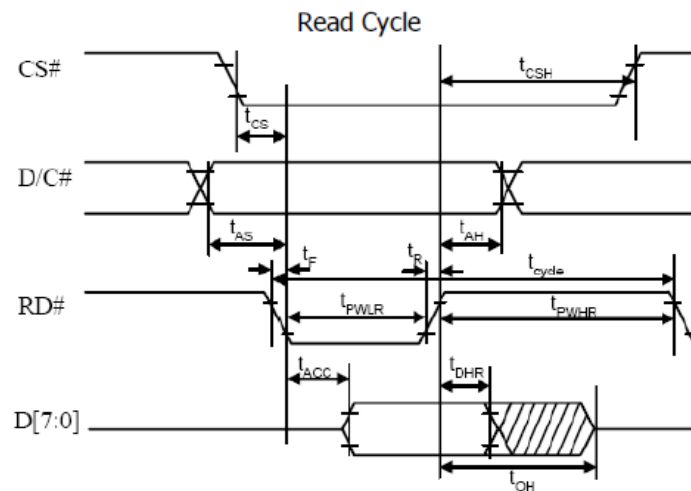 Read Cycle
CS#
tCSH
tCS
D/C#
tAS
tAH
tF
tR
tcycle
RD#
tPWLR
tPWHR
tACC
tDHR
D[7:0]
tOH